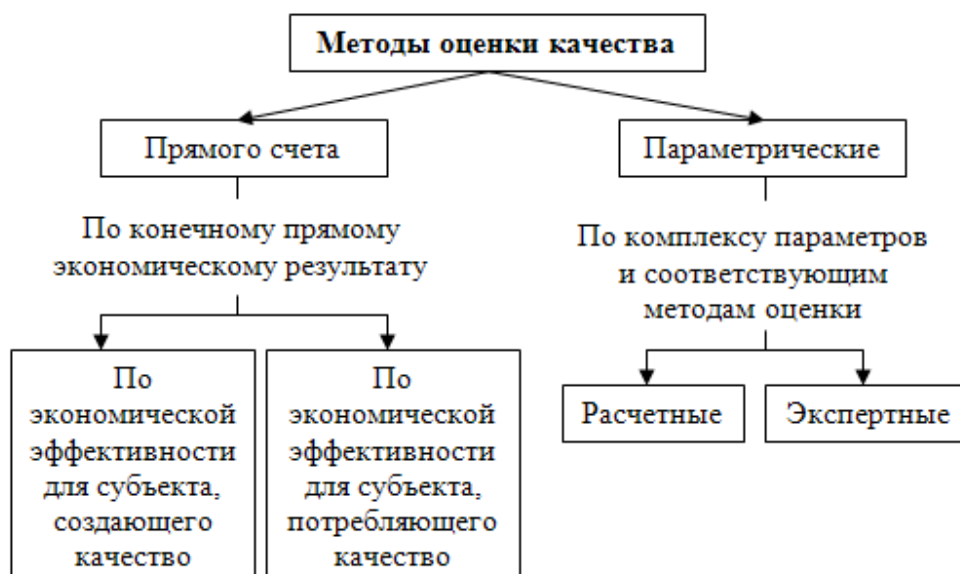 Методы оценки качества
Прямого счета
Параметрические
По конечному прямому
экономическому результату
По комплексу параметров
и соответствующим
методам оценки
По
экономической
эффективности
для субъекта,
создающего
качество
По
экономической
эффективности
для субъекта,
потребляющего
качество
Расчетные
Экспертные